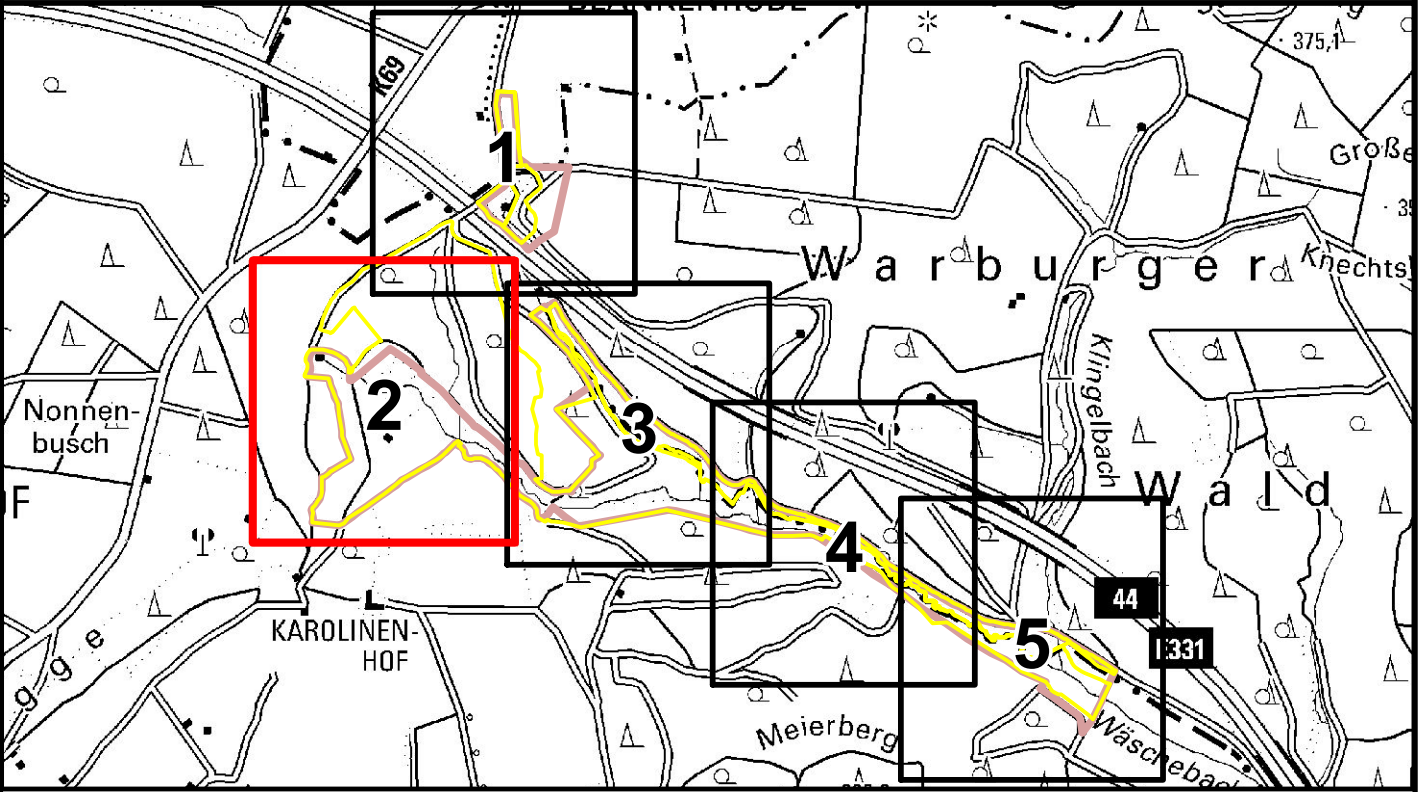 BLANKENRODE
375,1
K69
1
Große
Warburger
Knechts
2
3
Klingelbach
Nonnen-
busch
Wald
4
44
5
E331
KAROLINEN-
HOF
gge
Meierberg
Wäschebach